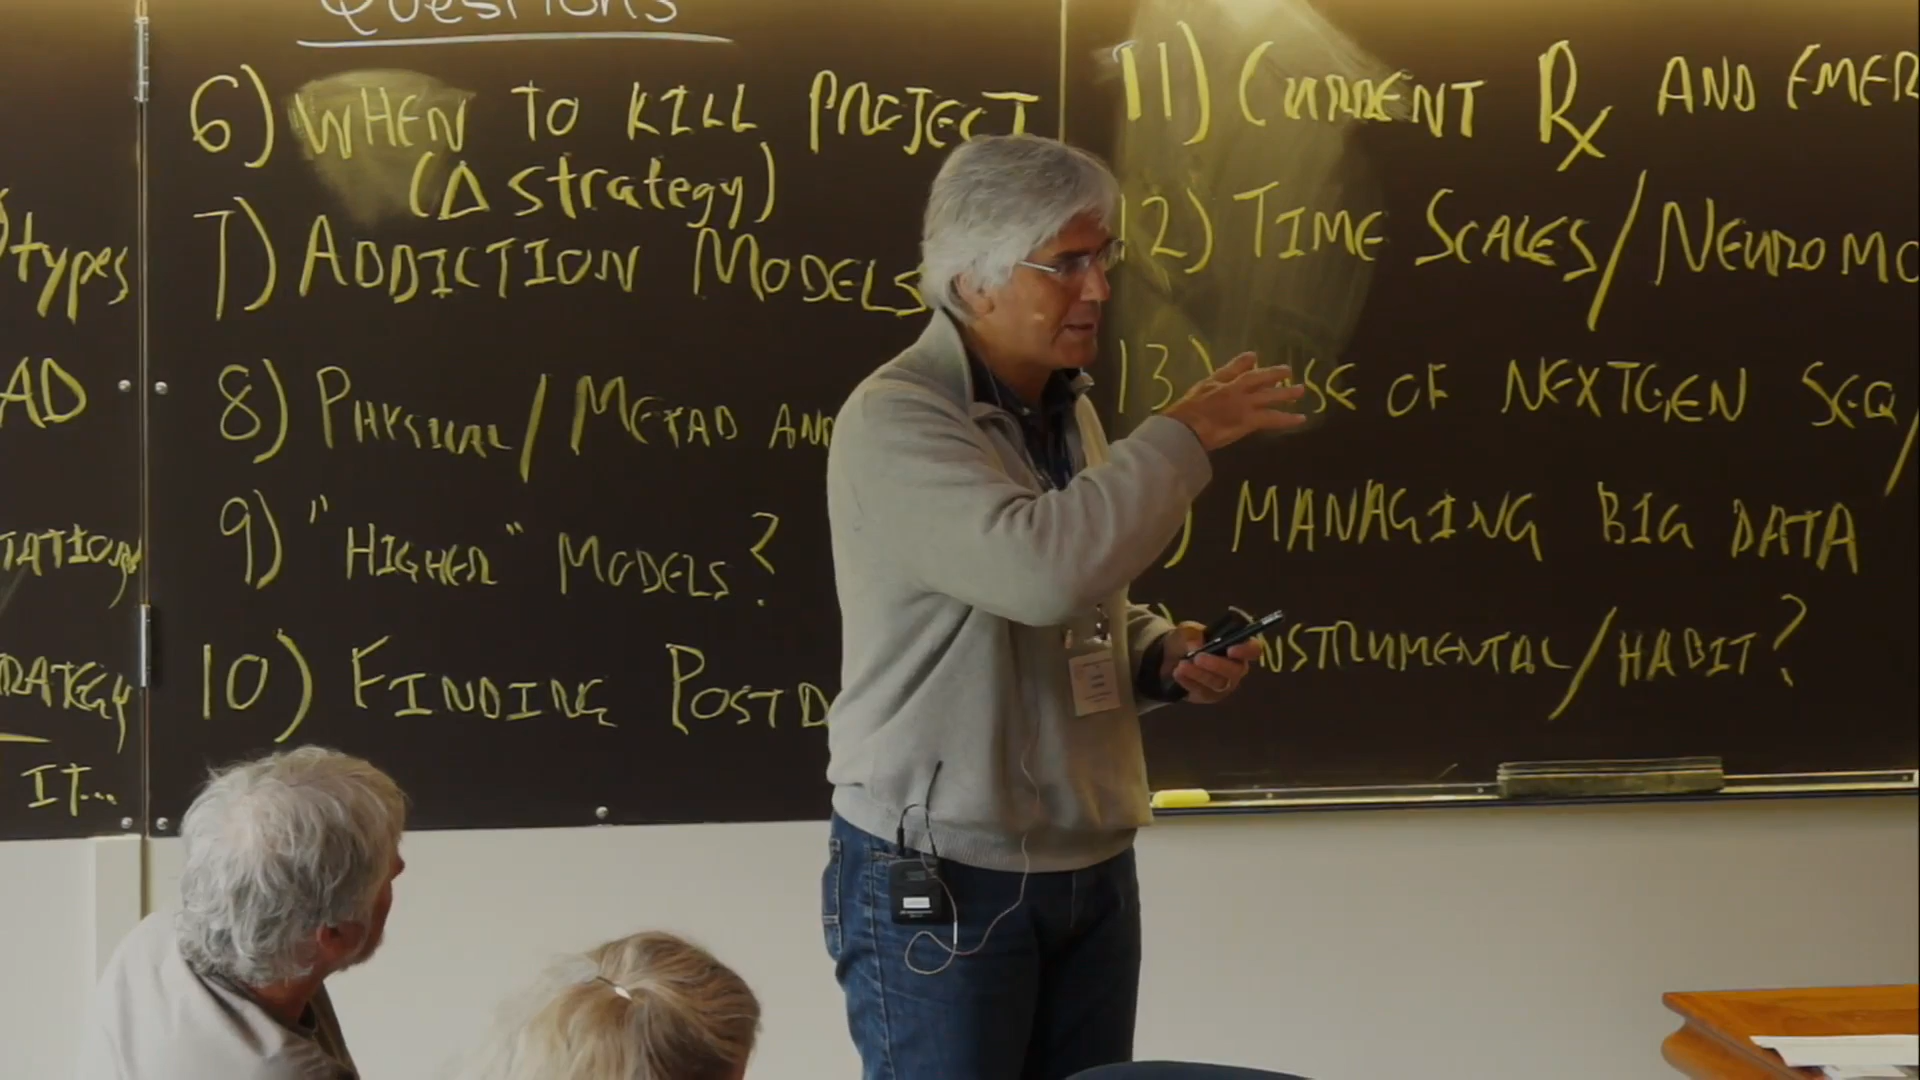 Questions
6) WHEN TO KILL PROJECT
(Δ strategy)
7) ADDICTION MODELS
8) PHYSICAL/METAD AND
9) "HIGHER" MODELS?
10) FINDING POSTD
types
AD
TATIONS
RATEGY
IT...
11) CURRENT Rx AND EMER
12) TIME SCALES/NEUROMO
13) USE OF NEXTGEN SEQ/
) MANAGING BIG DATA
) INSTRUMENTAL/HABIT?